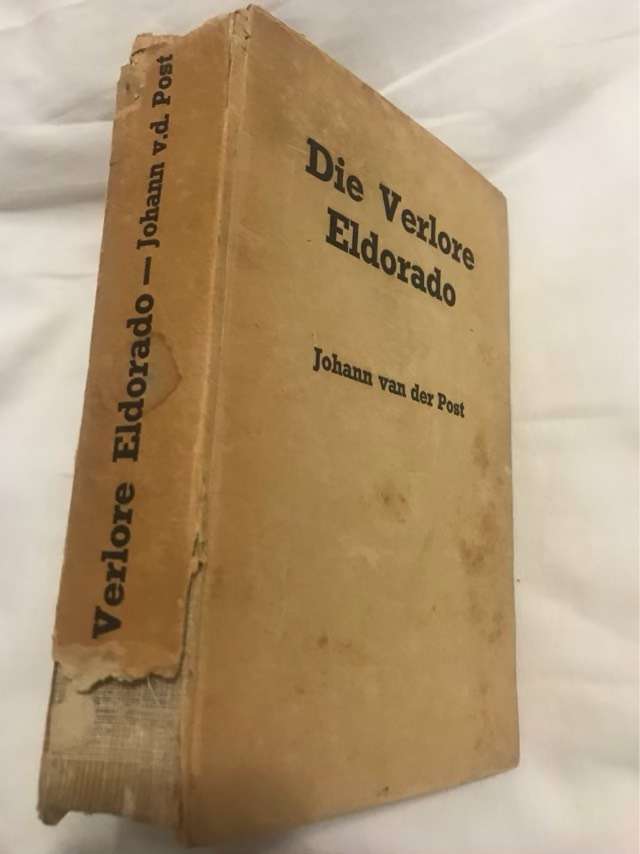 Die Verlore
Eldorado
Johann van der Post
Verlore Eldorado — Johann v.d. Post